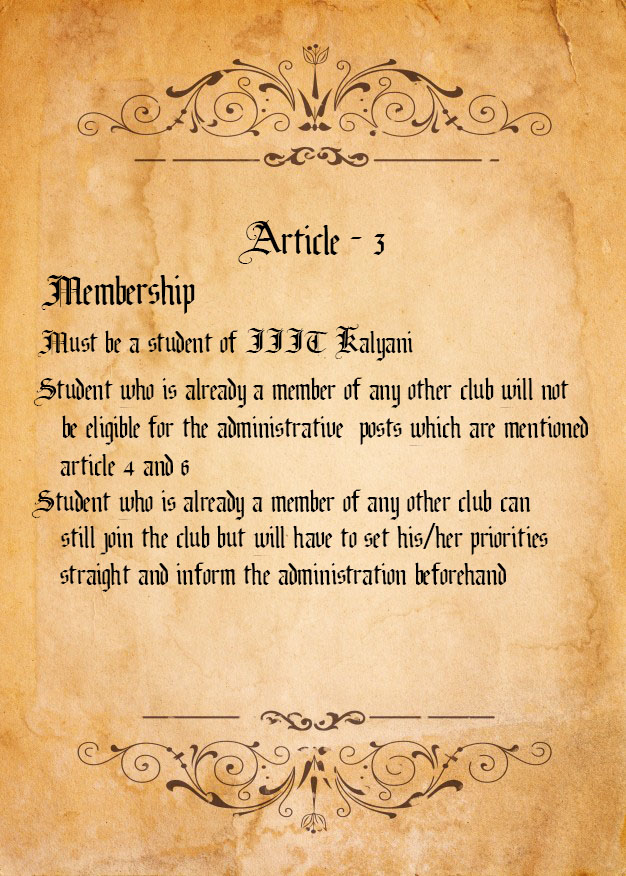 Article - 3
Membership
Must be a student of IIIT Kalyani
Student who is already a member of any other club will not
be eligible for the administrative posts which are mentioned
article 4 and 6
Student who is already a member of any other club can
still join the club but will have to set his/her priorities
straight and inform the administration beforehand